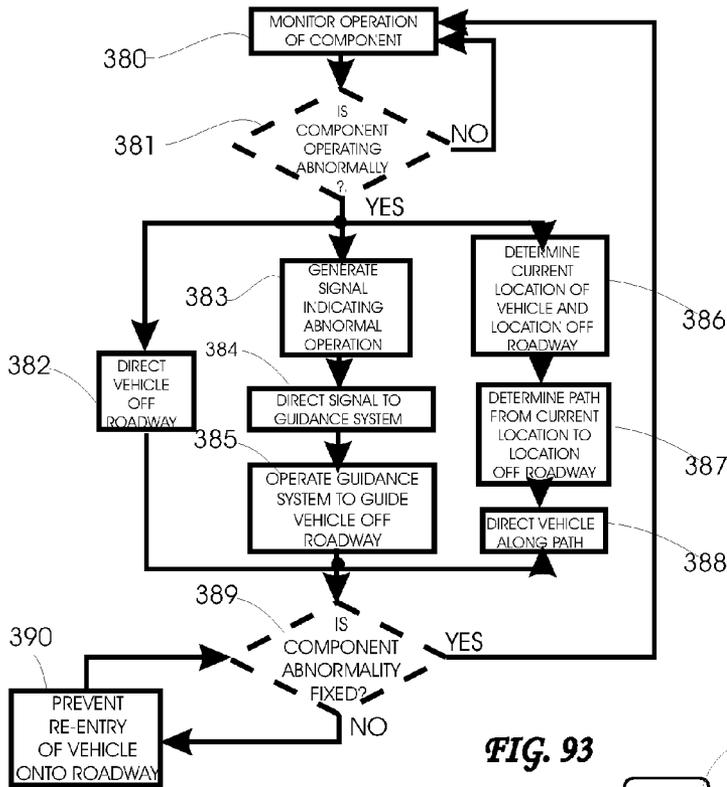 MONITOR OPERATION
OF COMPONENT
380
IS
COMPONENT
OPERATING
ABNORMALLY
?
381
NO
YES
GENERATE
SIGNAL
INDICATING
ABNORMAL
OPERATION
383
DETERMINE
CURRENT
LOCATION OF
VEHICLE AND
LOCATION OFF
ROADWAY
386
384
DIRECT
VEHICLE
OFF
ROADWAY
382
DIRECT SIGNAL TO
GUIDANCE SYSTEM
DETERMINE PATH
FROM CURRENT
LOCATION TO
LOCATION
OFF ROADWAY
387
385
OPERATE GUIDANCE
SYSTEM TO GUIDE
VEHICLE OFF
ROADWAY
DIRECT VEHICLE
ALONG PATH
388
389
IS
COMPONENT
ABNORMALITY
FIXED?
YES
NO
390
PREVENT
RE-ENTRY
OF VEHICLE
ONTO ROADWAY
FIG. 93